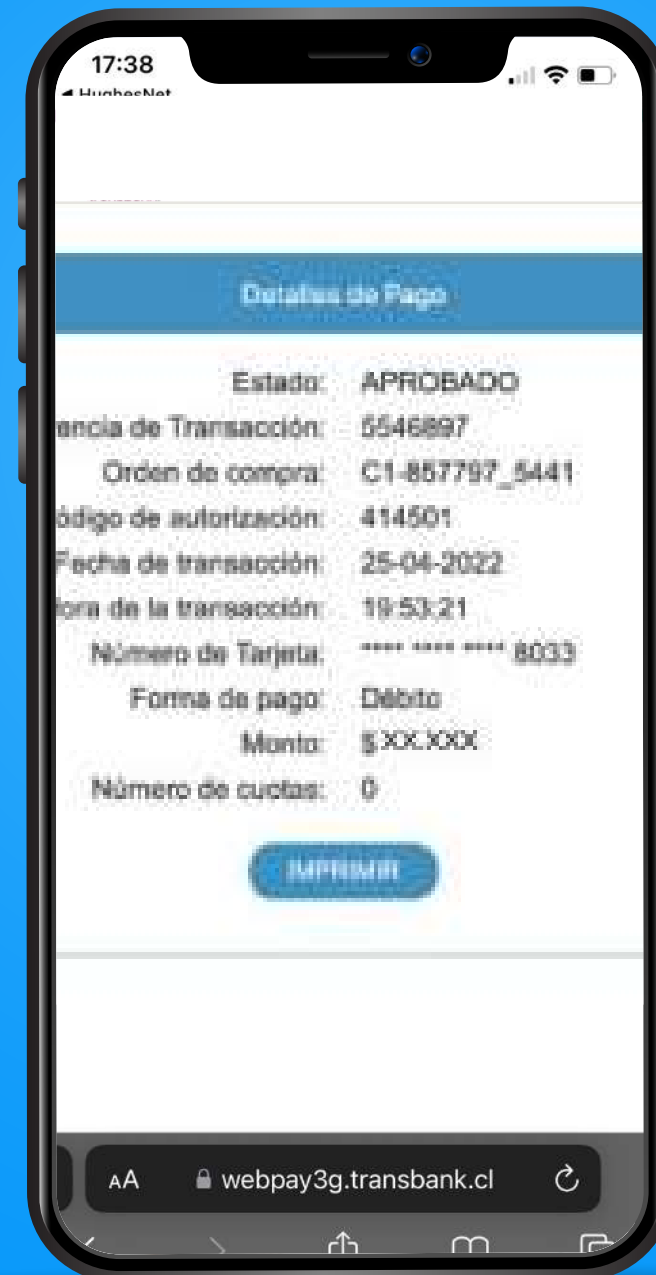 17:38
HughesNet
Detalles de Pago
Estado: APROBADO
encia de Transacción: 5546897
Orden de compra: C1-857797_5441
ódigo de autorización: 414501
Fecha de transacción: 25-04-2022
ora de la transacción: 19:53:21
Número de Tarjeta: **** **** **** 8033
Forma de pago: Débito
Monto: $XX.XXX
Número de cuotas: 0
IMPRIMIR
AA webpay3g.transbank.cl